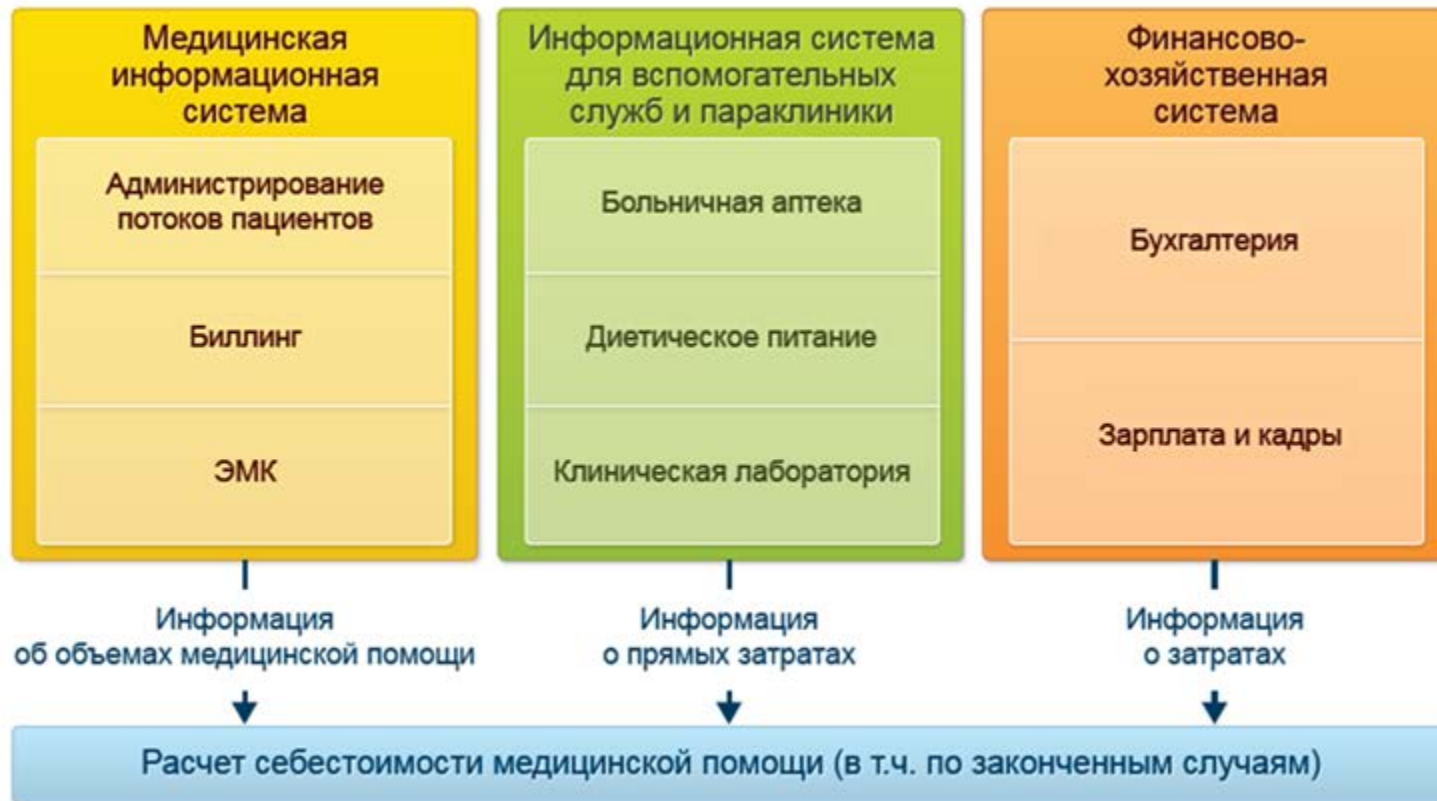 Медицинская
информационная
система
Администрирование
потоков пациентов
Биллинг
ЭМК
Информационная система
для вспомогательных
служб и параклиники
Больничная аптека
Диетическое питание
Клиническая лаборатория
Финансово-
хозяйственная
система
Бухгалтерия
Зарплата и кадры
Информация
об объемах медицинской помощи
Информация
о прямых затратах
Информация
о затратах
Расчет себестоимости медицинской помощи (в т.ч. по законченным случаям)